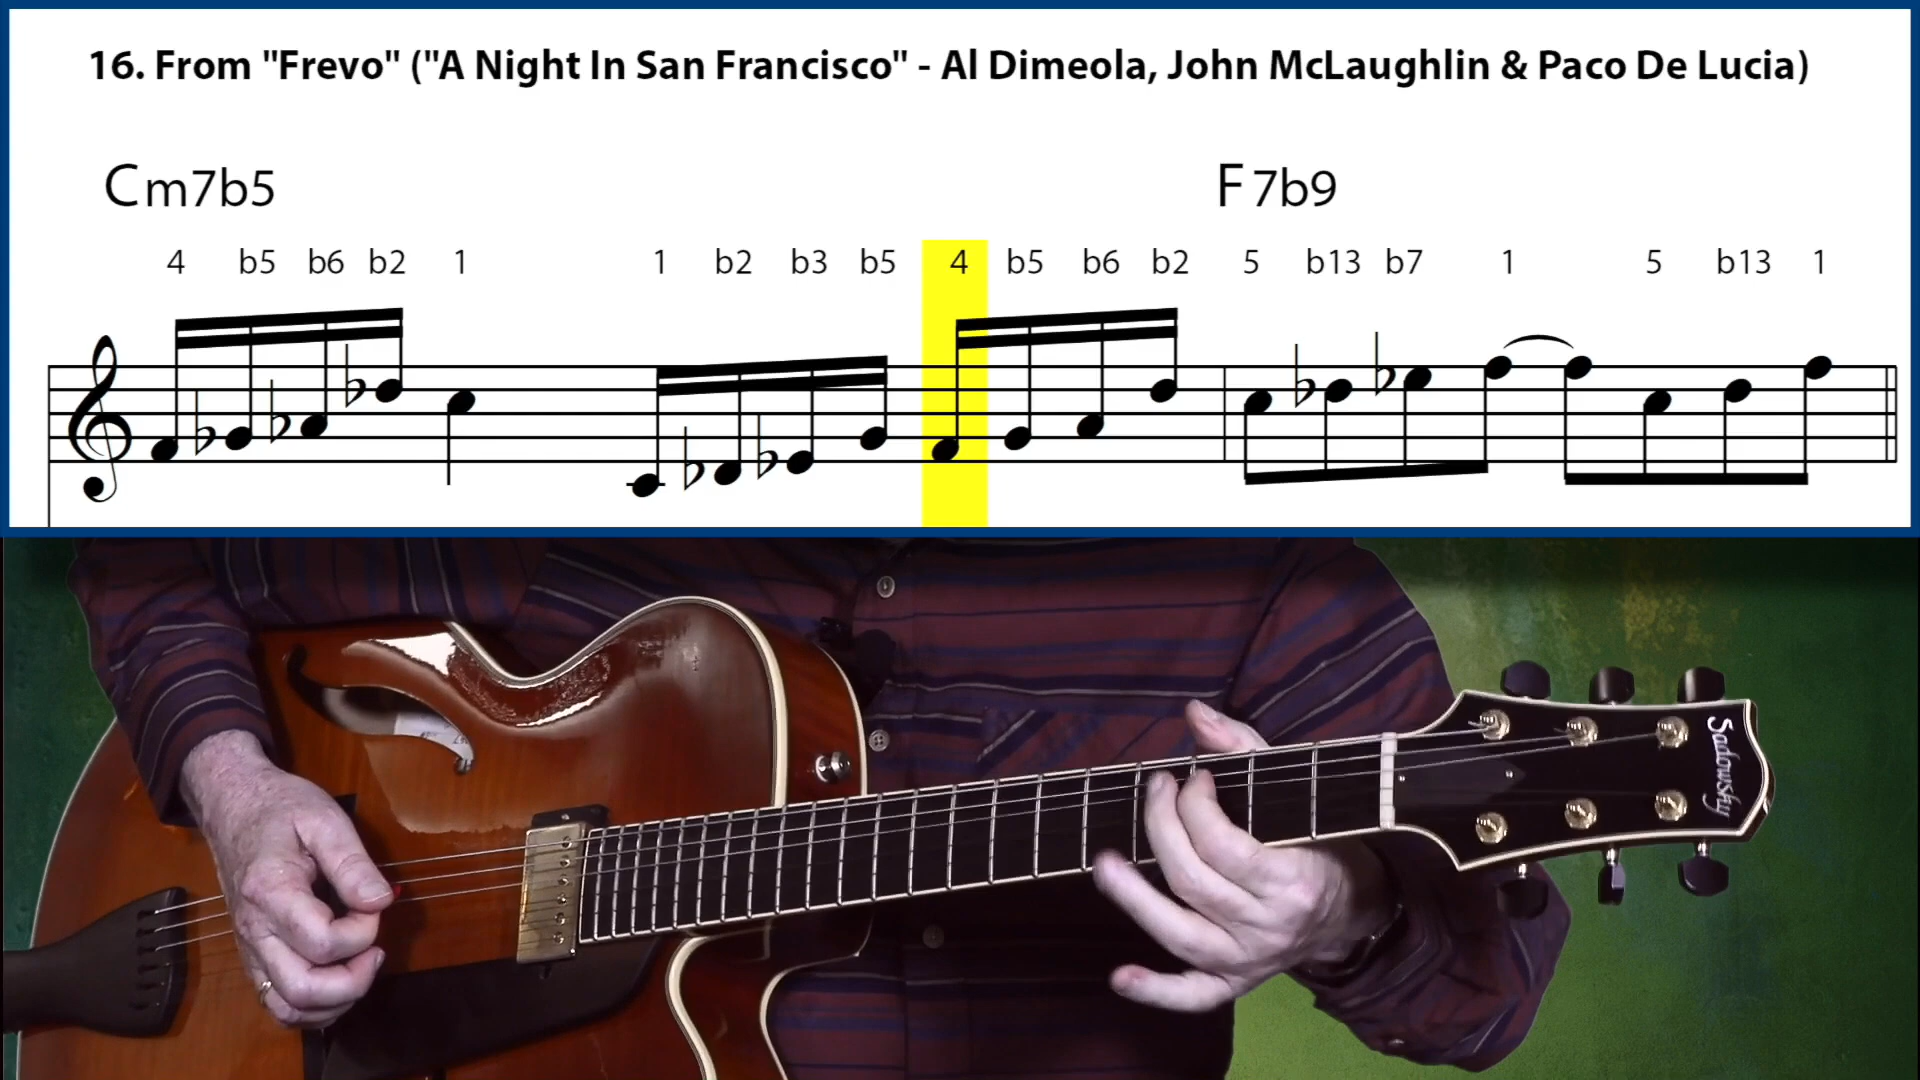 16. From "Frevo" ("A Night In San Francisco" - Al Dimeola, John McLaughlin & Paco De Lucia)
Cm7b5 F7b9
4 b5 b6 b2 1 1 b2 b3 b5 4 b5 b6 b2 5 b13 b7 1 5 b13 1
Sadowsky